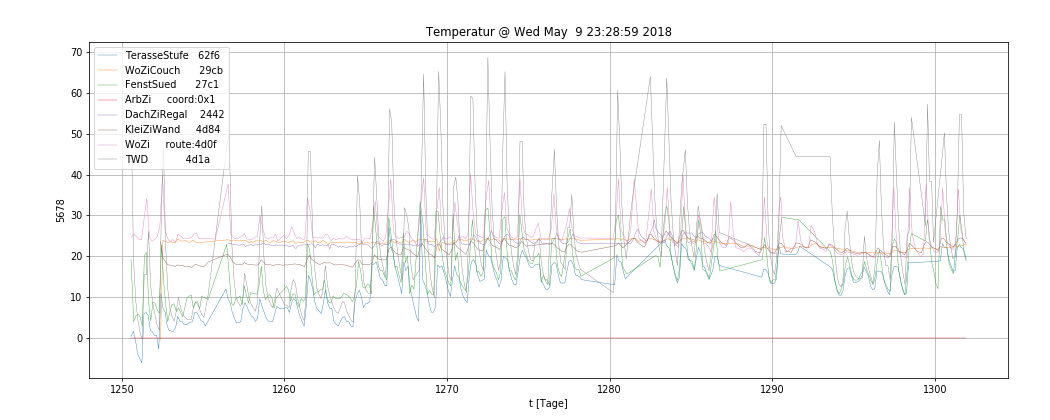 Temperatur @ Wed May  9 23:28:59 2018
70
60
50
40
30
20
10
0
5678
TerasseStufe 62f6
WoZiCouch 29cb
FenstSued 27c1
ArbZi coord:0x1
DachZiRegal 2442
KleiZiWand 4d84
WoZi route:4d0f
TWD 4d1a
1250 1260 1270 1280 1290 1300
t [Tage]